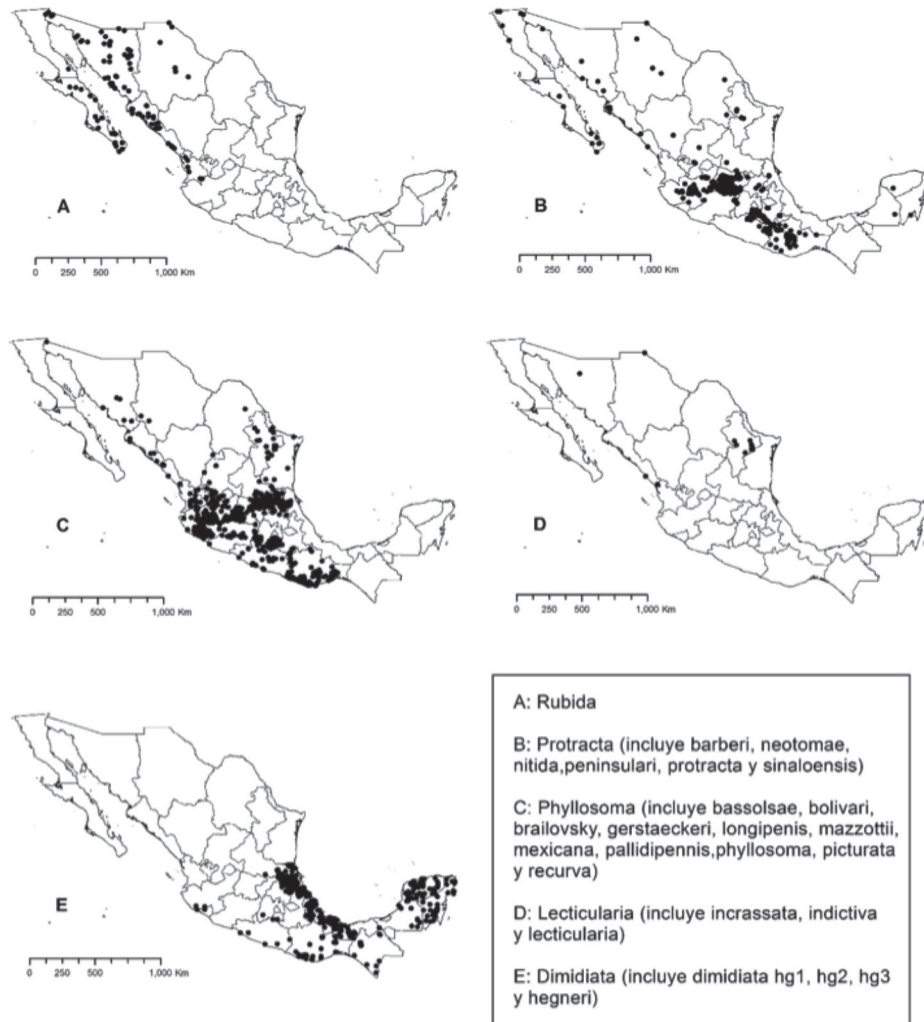 A
0 250 500 1,000 Km
B
0 250 500 1,000 Km
C
0 250 500 1,000 Km
D
0 250 500 1,000 Km
E
0 250 500 1,000 Km
A: Rubida
B: Protracta (incluye barberi, neotomae,
nitida,peninsulari, protracta y sinaloensis)
C: Phyllosoma (incluye bassolsae, bolivari,
brailovsky, gerstaeckeri, longipenis, mazzottii,
mexicana, pallidipennis,phyllosoma, picturata
y recurva)
D: Lecticularia (incluye incrassata, indictiva
y lecticularia)
E: Dimidiata (incluye dimidiata hg1, hg2, hg3
y hegneri)